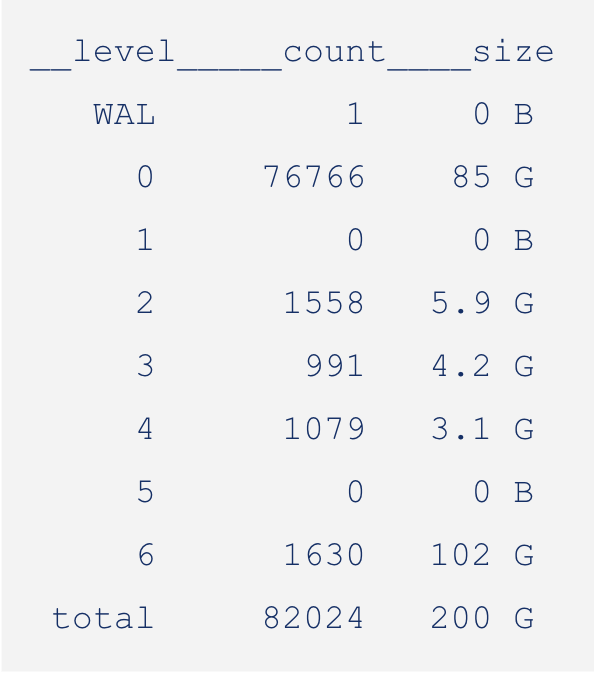 __level_____count____size
WAL 1 0 B
0 76766 85 G
1 0 0 B
2 1558 5.9 G
3 991 4.2 G
4 1079 3.1 G
5 0 0 B
6 1630 102 G
total 82024 200 G